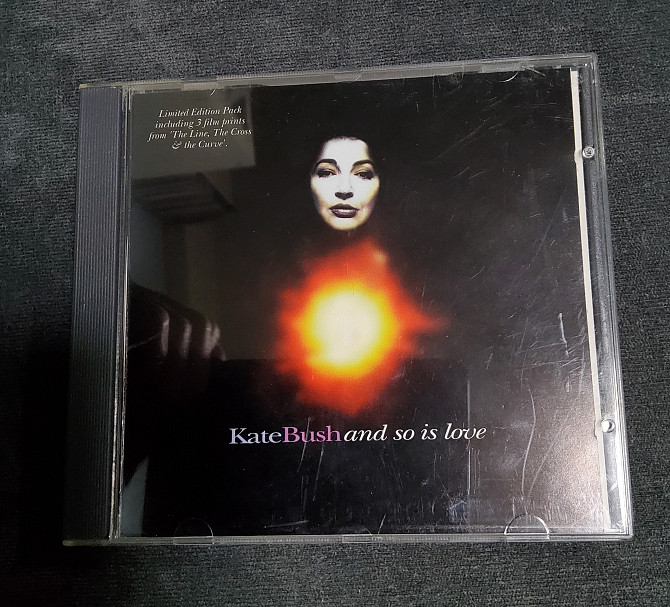 Limited Edition Pack
including 3 film prints
from 'The Line, The Cross
& the Curve'.
KateBush and so is love